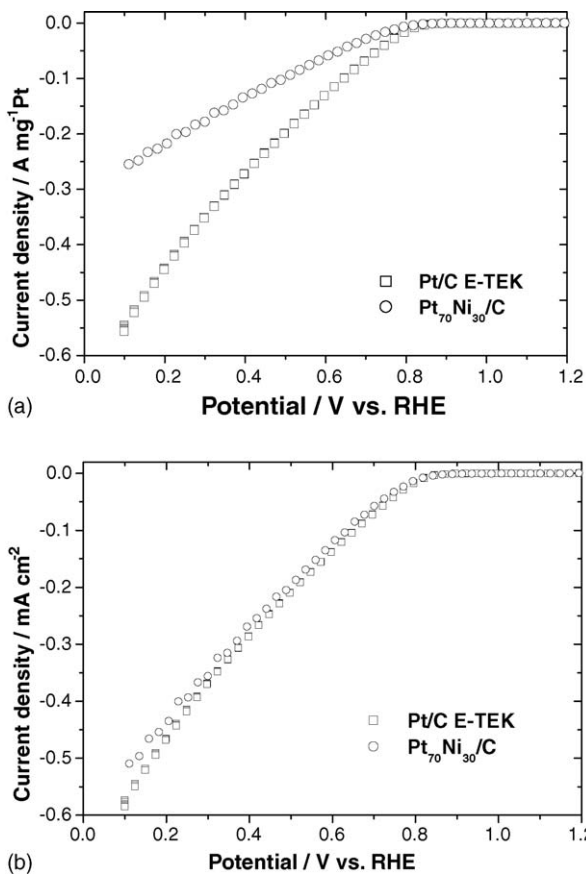 0.0
-0.1
-0.2
-0.3
-0.4
-0.5
-0.6
Current density / A mg⁻¹Pt
Pt/C E-TEK
Pt₇₀Ni₃₀/C
0.0 0.2 0.4 0.6 0.8 1.0 1.2
(a) Potential / V vs. RHE
0.0
-0.1
-0.2
-0.3
-0.4
-0.5
-0.6
Current density / mA cm⁻²
Pt/C E-TEK
Pt₇₀Ni₃₀/C
0.0 0.2 0.4 0.6 0.8 1.0 1.2
(b) Potential / V vs. RHE